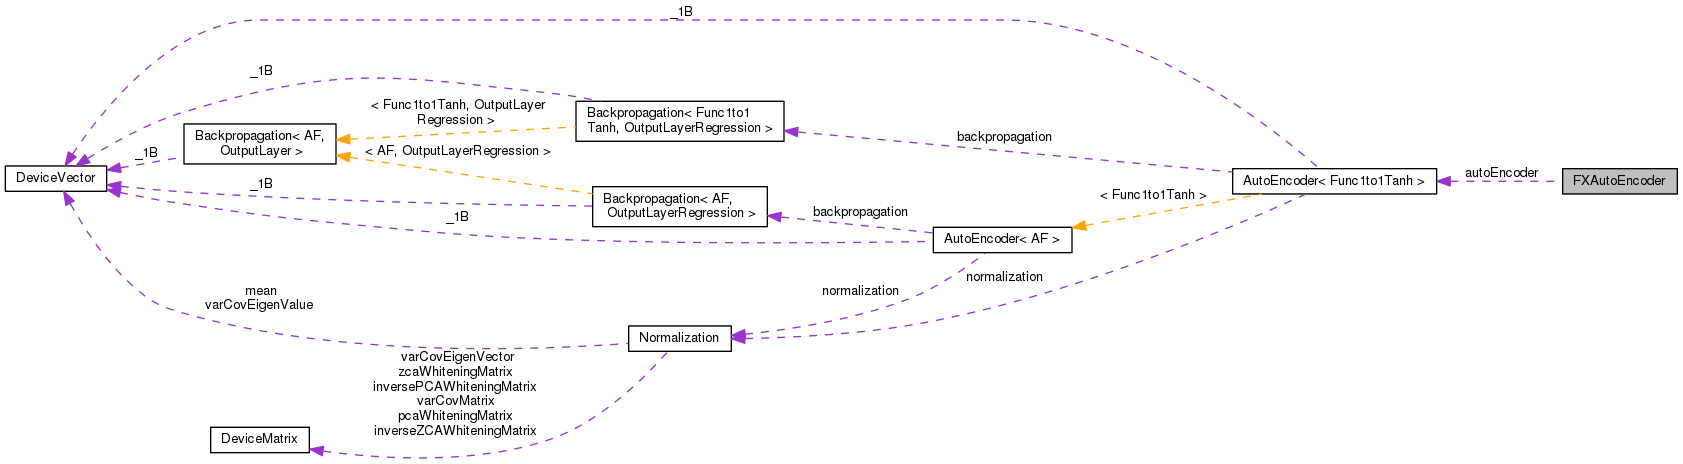 _1B
_1B
< Func1to1Tanh, OutputLayer
Regression >
Backpropagation< Func1to1
Tanh, OutputLayerRegression >
Backpropagation< AF,
OutputLayer >
backpropagation
_1B
< AF, OutputLayerRegression >
DeviceVector
AutoEncoder< Func1to1Tanh >
autoEncoder
FXAutoEncoder
_1B
Backpropagation< AF,
OutputLayerRegression >
< Func1to1Tanh >
_1B
backpropagation
AutoEncoder< AF >
normalization
mean
varCovEigenValue
normalization
Normalization
varCovEigenVector
zcaWhiteningMatrix
inversePCAWhiteningMatrix
varCovMatrix
pcaWhiteningMatrix
inverseZCAWhiteningMatrix
DeviceMatrix